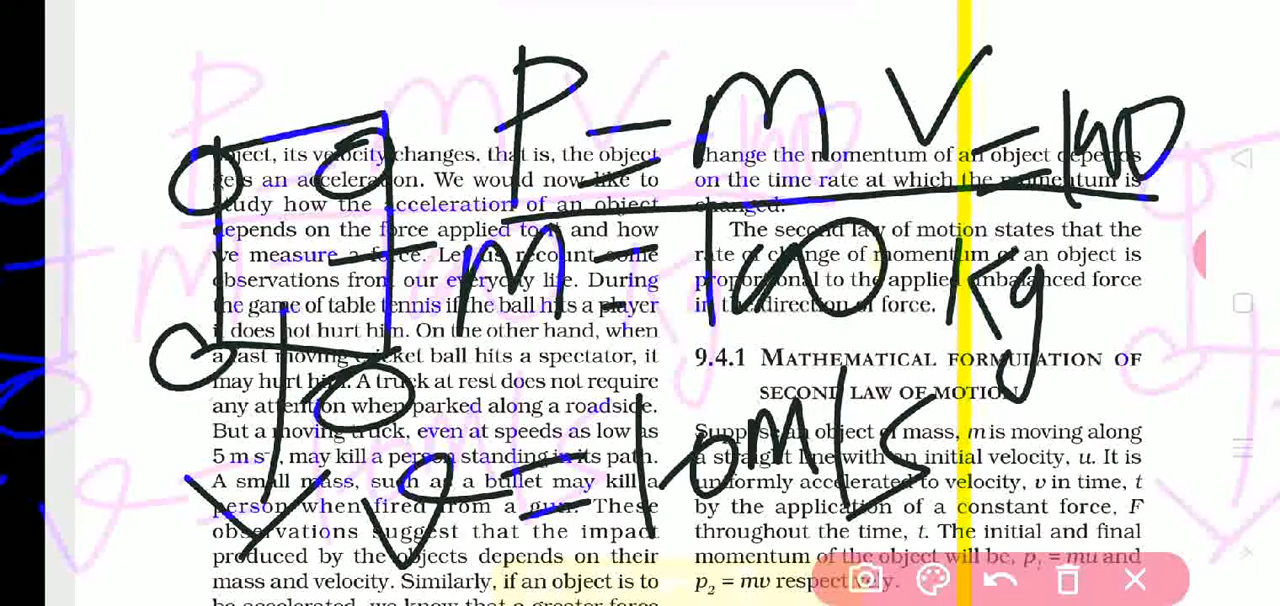 P = m V = 100
m = 100 Kg
V = 10 m/s
object, its velocity changes, that is, the object
gets an acceleration. We would now like to
study how the acceleration of an object
depends on the force applied to it and how
we measure a force. Let us recount some
observations from our everyday life. During
the game of table tennis if the ball hits a player
it does not hurt him. On the other hand, when
a fast moving cricket ball hits a spectator, it
may hurt him. A truck at rest does not require
any attention when parked along a roadside.
But a moving truck, even at speeds as low as
5 m s⁻¹, may kill a person standing in its path.
A small mass, such as a bullet may kill a
person when fired from a gun. These
observations suggest that the impact
produced by the objects depends on their
mass and velocity. Similarly, if an object is to
be accelerated, we know that a greater force
change the momentum of an object depends
on the time rate at which the momentum is
changed.
The second law of motion states that the
rate of change of momentum of an object is
proportional to the applied unbalanced force
in the direction of force.
9.4.1 MATHEMATICAL FORMULATION OF
SECOND LAW OF MOTION
Suppose an object of mass, m is moving along
a straight line with an initial velocity, u. It is
uniformly accelerated to velocity, v in time, t
by the application of a constant force, F
throughout the time, t. The initial and final
momentum of the object will be, p₁ = mu and
p₂ = mv respectively.